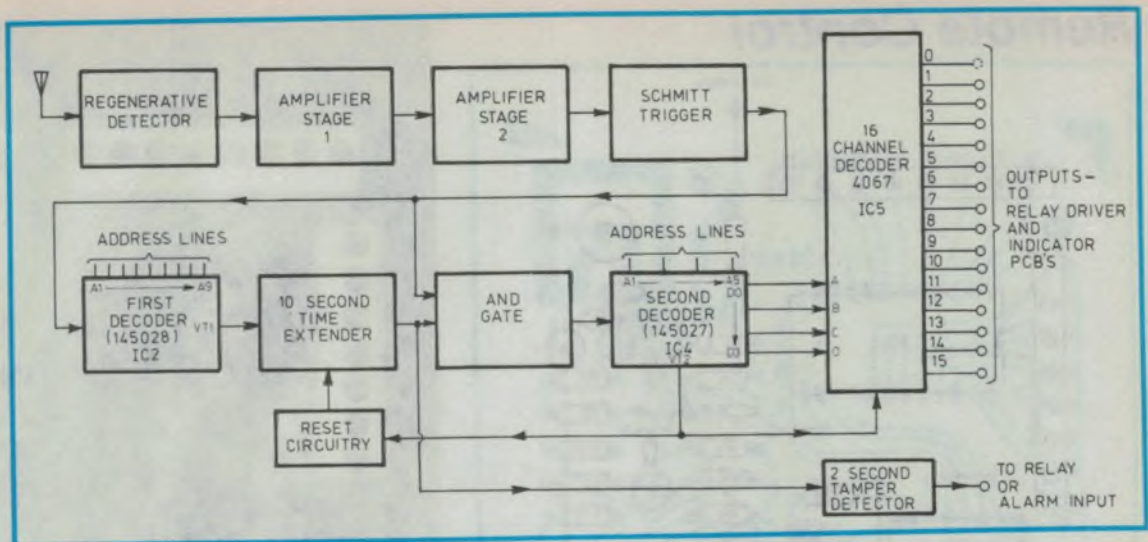 Remote Control
REGENERATIVE
DETECTOR
AMPLIFIER
STAGE
1
AMPLIFIER
STAGE
2
SCHMITT
TRIGGER
16
CHANNEL
DECODER
4067
IC5
A
B
C
D
0
1
2
3
4
5
6
7
8
9
10
11
12
13
14
15
OUTPUTS–
TO
RELAY DRIVER
AND
INDICATOR
PCB'S
ADDRESS LINES
A1 A9
FIRST
DECODER
(145028)
IC2
VT1
10 SECOND
TIME
EXTENDER
AND
GATE
ADDRESS LINES
A1 A5
D0
SECOND
DECODER
(145027)
IC4
VT2
D3
RESET
CIRCUITRY
2 SECOND
TAMPER
DETECTOR
TO RELAY
OR
ALARM INPUT